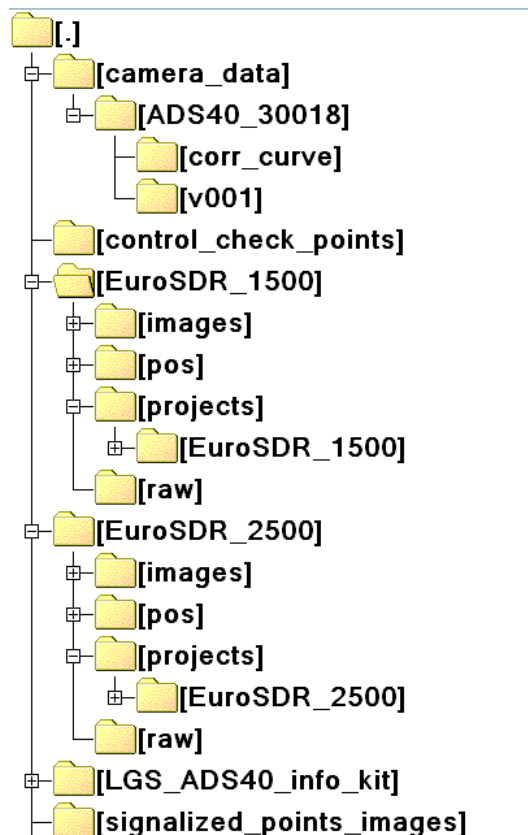 [.]
[camera_data]
[ADS40_30018]
[corr_curve]
[v001]
[control_check_points]
[EuroSDR_1500]
[images]
[pos]
[projects]
[EuroSDR_1500]
[raw]
[EuroSDR_2500]
[images]
[pos]
[projects]
[EuroSDR_2500]
[raw]
[LGS_ADS40_info_kit]
[signalized_points_images]